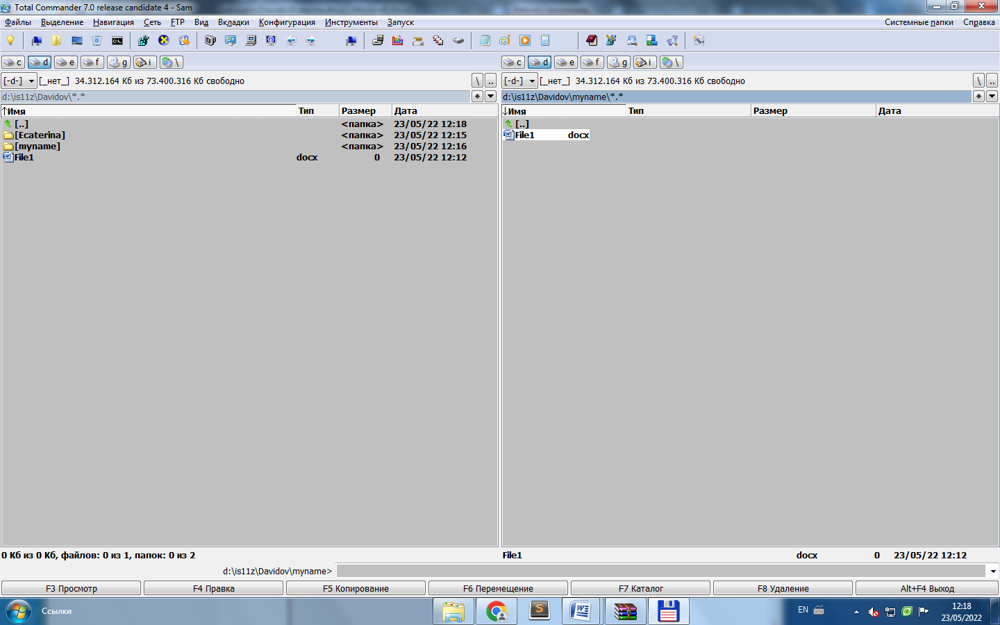 Total Commander 7.0 release candidate 4 - Sam
Файлы Выделение Навигация Сеть FTP Вид Вкладки Конфигурация Инструменты Запуск Системные папки Справка
c d e f g i \ c d e f g i \
[-d-] [_нет_] 34.312.164 Кб из 73.400.316 Кб свободно \ .. [-d-] [_нет_] 34.312.164 Кб из 73.400.316 Кб свободно \ ..
d:\is11z\Davidov\*.* * d:\is11z\Davidov\myname\*.* *
↑Имя Тип Размер Дата ↓Имя Тип Размер Дата
[..] <папка> 23/05/22 12:18 [..]
[Ecaterina] <папка> 23/05/22 12:15 File1 docx
[myname] <папка> 23/05/22 12:16
File1 docx 0 23/05/22 12:12
0 Кб из 0 Кб, файлов: 0 из 1, папок: 0 из 2 File1 docx 0 23/05/22 12:12
d:\is11z\Davidov\myname>
F3 Просмотр F4 Правка F5 Копирование F6 Перемещение F7 Каталог F8 Удаление Alt+F4 Выход
Ссылки EN 12:18
23/05/2022